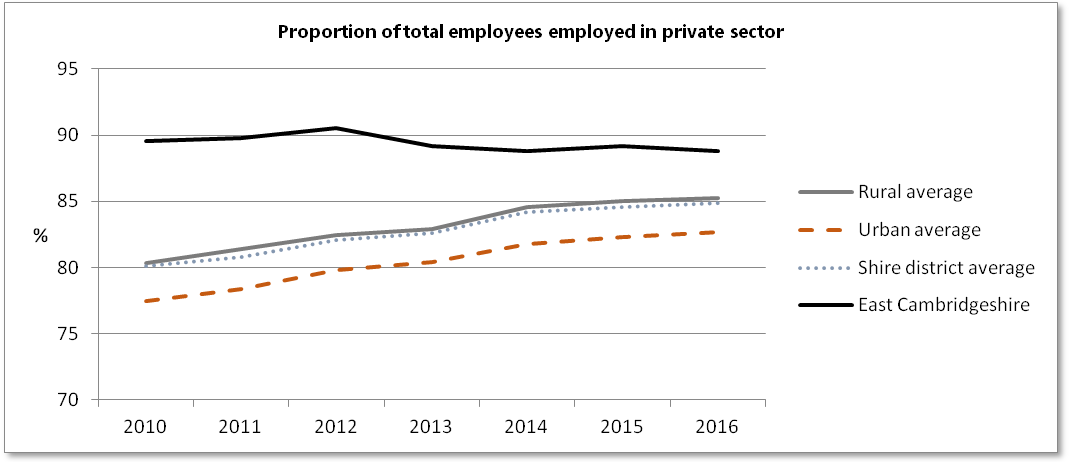 Proportion of total employees employed in private sector
95
90
85
80
75
70
%
2010 2011 2012 2013 2014 2015 2016
Rural average
Urban average
Shire district average
East Cambridgeshire